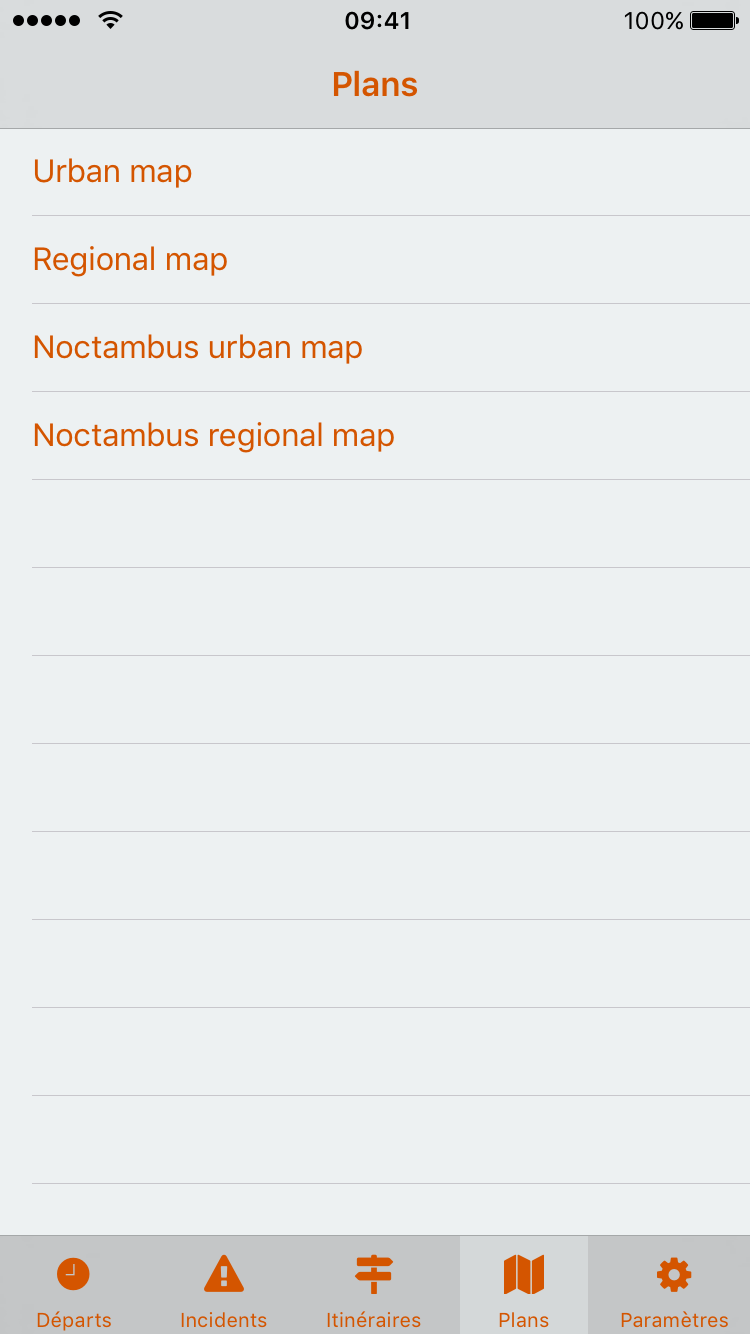 09:41
100%
Plans
Urban map
Regional map
Noctambus urban map
Noctambus regional map
Départs
Incidents
Itinéraires
Plans
Paramètres